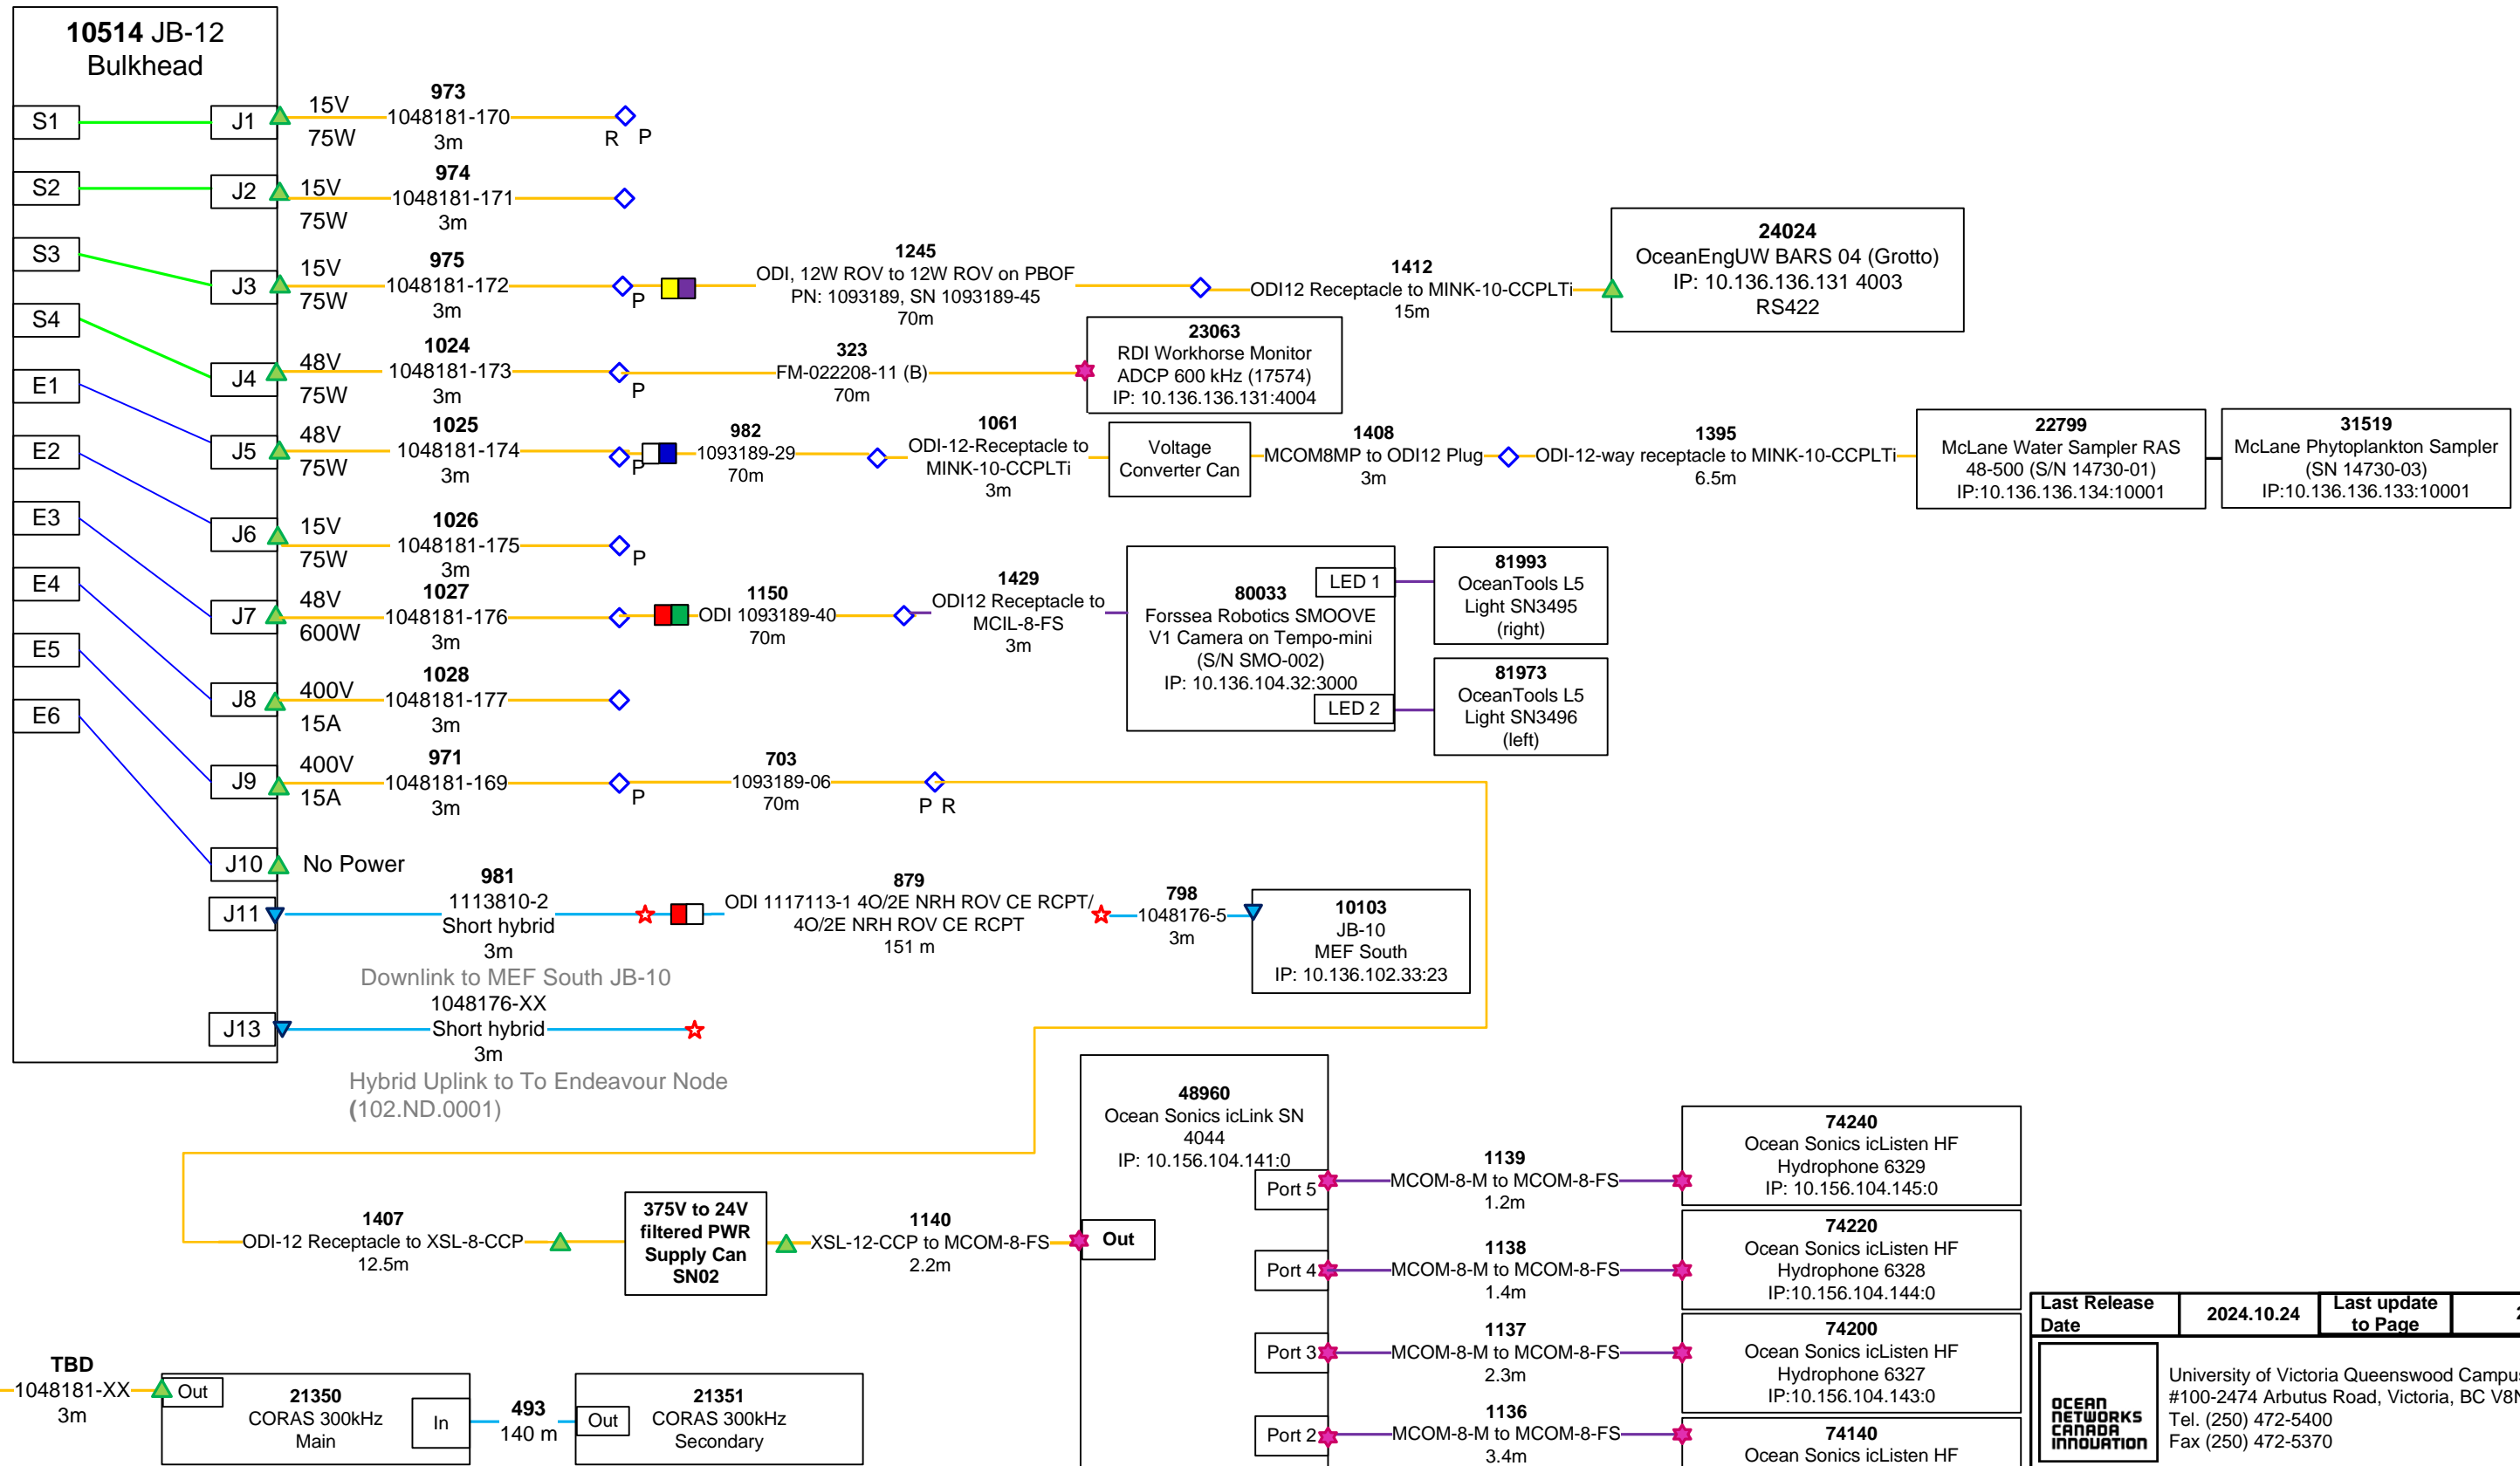 10514 JB-12
Bulkhead
S1
J1
15V
75W
973
1048181-170
3m
R P
S2
J2
15V
75W
974
1048181-171
3m
S3
J3
15V
75W
975
1048181-172
3m
P
1245
ODI, 12W ROV to 12W ROV on PBOF
PN: 1093189, SN 1093189-45
70m
1412
ODI12 Receptacle to MINK-10-CCPLTi
15m
24024
OceanEngUW BARS 04 (Grotto)
IP: 10.136.136.131 4003
RS422
S4
J4
48V
75W
1024
1048181-173
3m
P
323
FM-022208-11 (B)
70m
23063
RDI Workhorse Monitor
ADCP 600 kHz (17574)
IP: 10.136.136.131:4004
E1
J5
48V
75W
1025
1048181-174
3m
P
982
1093189-29
70m
1061
ODI-12-Receptacle to
MINK-10-CCPLTi
3m
Voltage
Converter Can
1408
MCOM8MP to ODI12 Plug
3m
1395
ODI-12-way receptacle to MINK-10-CCPLTi
6.5m
22799
McLane Water Sampler RAS
48-500 (S/N 14730-01)
IP:10.136.136.134:10001
31519
McLane Phytoplankton Sampler
(SN 14730-03)
IP:10.136.136.133:10001
E2
J6
15V
75W
1026
1048181-175
3m
P
E3
J7
48V
600W
1027
1048181-176
3m
1150
ODI 1093189-40
70m
1429
ODI12 Receptacle to
MCIL-8-FS
3m
80033
Forssea Robotics SMOOVE
V1 Camera on Tempo-mini
(S/N SMO-002)
IP: 10.136.104.32:3000
LED 1
LED 2
81993
OceanTools L5
Light SN3495
(right)
81973
OceanTools L5
Light SN3496
(left)
E4
J8
400V
15A
1028
1048181-177
3m
E5
J9
400V
15A
971
1048181-169
3m
P
703
1093189-06
70m
P R
E6
J10
No Power
J11
981
1113810-2
Short hybrid
3m
Downlink to MEF South JB-10
879
ODI 1117113-1 4O/2E NRH ROV CE RCPT/
4O/2E NRH ROV CE RCPT
151 m
798
1048176-5
3m
10103
JB-10
MEF South
IP: 10.136.102.33:23
J13
1048176-XX
Short hybrid
3m
Hybrid Uplink to To Endeavour Node
(102.ND.0001)
1407
ODI-12 Receptacle to XSL-8-CCP
12.5m
375V to 24V
filtered PWR
Supply Can
SN02
1140
XSL-12-CCP to MCOM-8-FS
2.2m
Out
48960
Ocean Sonics icLink SN
4044
IP: 10.156.104.141:0
Port 5
1139
MCOM-8-M to MCOM-8-FS
1.2m
74240
Ocean Sonics icListen HF
Hydrophone 6329
IP: 10.156.104.145:0
Port 4
1138
MCOM-8-M to MCOM-8-FS
1.4m
74220
Ocean Sonics icListen HF
Hydrophone 6328
IP:10.156.104.144:0
Port 3
1137
MCOM-8-M to MCOM-8-FS
2.3m
74200
Ocean Sonics icListen HF
Hydrophone 6327
IP:10.156.104.143:0
Port 2
1136
MCOM-8-M to MCOM-8-FS
3.4m
74140
Ocean Sonics icListen HF
TBD
1048181-XX
3m
Out
21350
CORAS 300kHz
Main
In
493
140 m
Out
21351
CORAS 300kHz
Secondary
Last Release
Date
2024.10.24
Last update
to Page
OCEAN
NETWORKS
CANADA
INNOVATION
University of Victoria Queenswood Campus
#100-2474 Arbutus Road, Victoria, BC
Tel. (250) 472-5400
Fax (250) 472-5370